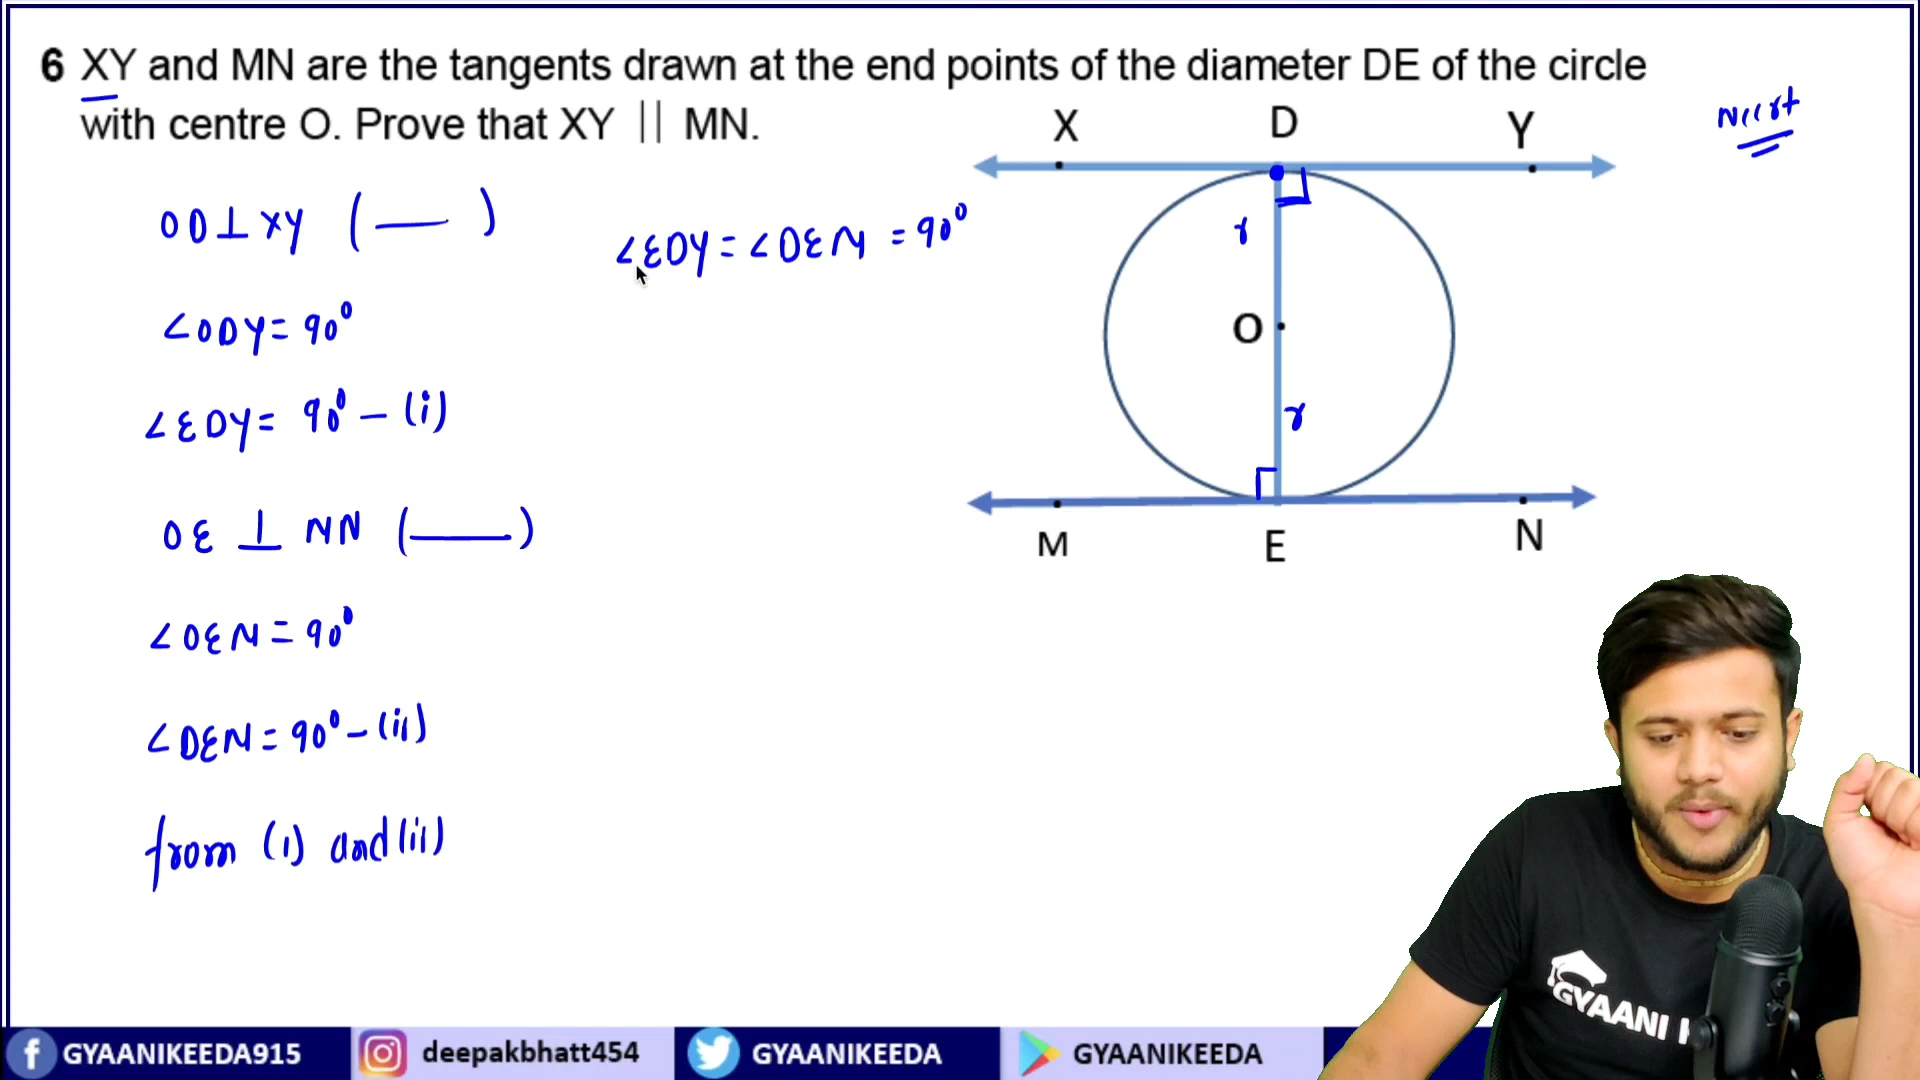 6 XY and MN are the tangents drawn at the end points of the diameter DE of the circle
with centre O. Prove that XY || MN.
Ncert
X D Y
OD⊥XY (—)
∠EDY=∠DEN = 90°
r
∠ODY= 90°
O
∠EDY= 90° – (i)
r
OE ⊥ MN (—)
M E N
∠OEN = 90°
∠DEN = 90° – (ii)
from (i) and (ii)
GYAANI K
f GYAANIKEEDA915 deepakbhatt454 GYAANIKEEDA GYAANIKEEDA